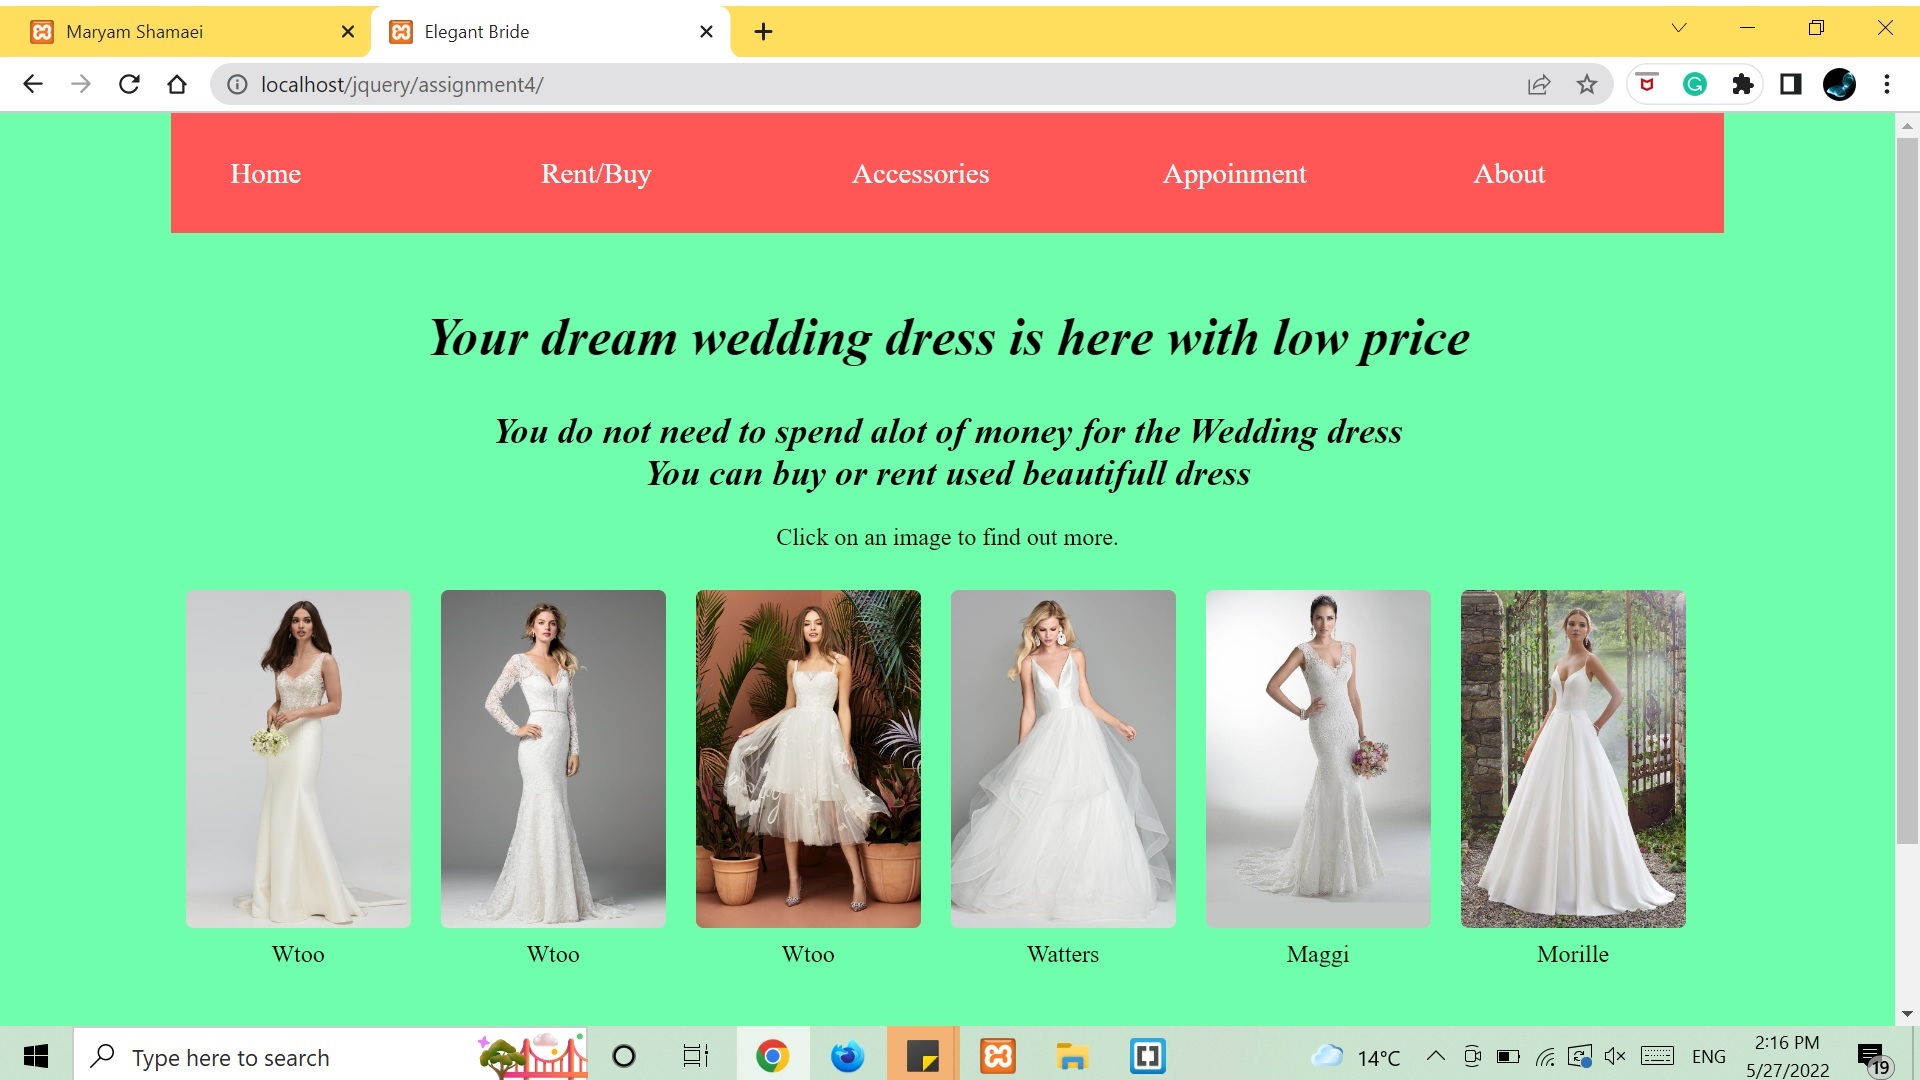 Maryam Shamaei
Elegant Bride
localhost/jquery/assignment4/
Home Rent/Buy Accessories Appoinment About
Your dream wedding dress is here with low price
You do not need to spend alot of money for the Wedding dress
You can buy or rent used beautifull dress
Click on an image to find out more.
Wtoo Wtoo Wtoo Watters Maggi Morille
Type here to search
14°C
ENG
2:16 PM
5/27/2022
19